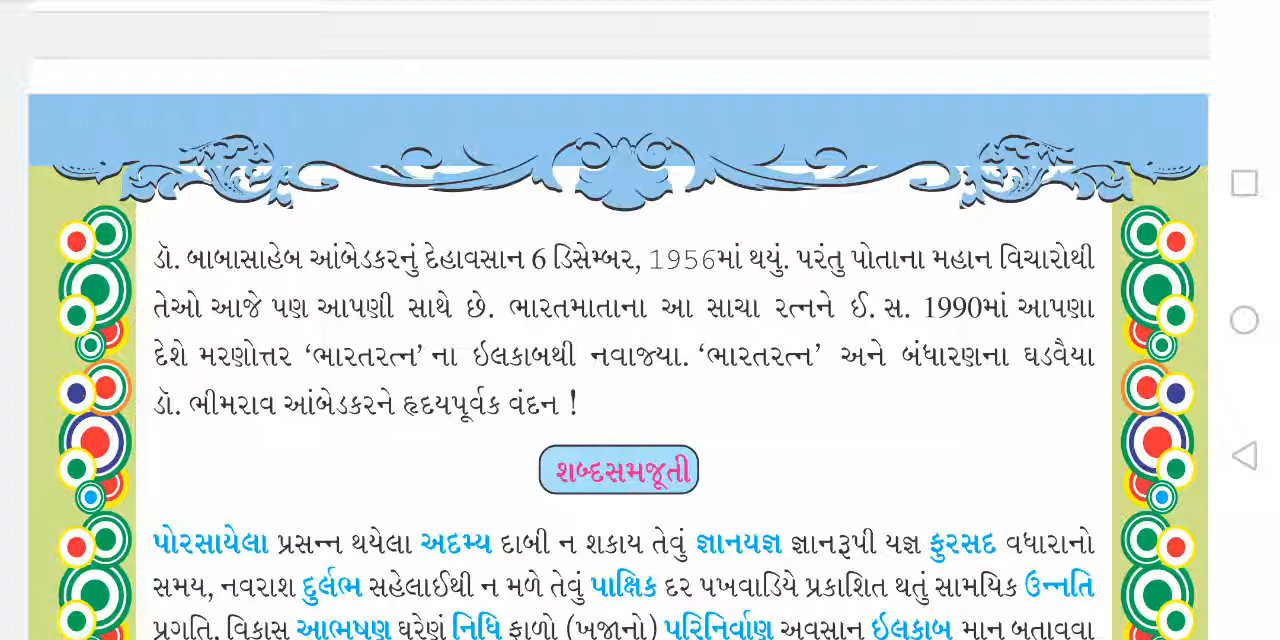 ડૉ. બાબાસાહેબ આંબેડકરનું દેહાવસાન 6 ડિસેમ્બર, 1956માં થયું. પરંતુ પોતાના મહાન વિચારોથી
તેઓ આજે પણ આપણી સાથે છે. ભારતમાતાના આ સાચા રત્નને ઈ. સ. 1990માં આપણા
દેશે મરણોત્તર ‘ભારતરત્ન’ ના ઇલકાબથી નવાજ્યા. ‘ભારતરત્ન’ અને બંધારણના ઘડવૈયા
ડૉ. ભીમરાવ આંબેડકરને હૃદયપૂર્વક વંદન !
શબ્દસમજૂતી
પોરસાયેલા પ્રસન્ન થયેલા અદમ્ય દાબી ન શકાય તેવું જ્ઞાનયજ્ઞ જ્ઞાનરૂપી યજ્ઞ ફુરસદ વધારાનો
સમય, નવરાશ દુર્લભ સહેલાઈથી ન મળે તેવું પાક્ષિક દર પખવાડિયે પ્રકાશિત થતું સામયિક ઉન્નતિ
પ્રગતિ, વિકાસ આભૂષણ ઘરેણું નિધિ ફાળો (ખજાનો) પરિનિર્વાણ અવસાન ઇલકાબ માન બતાવવા